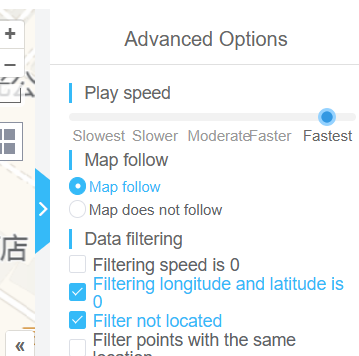 Advanced Options
+
−
Play speed
Slowest Slower Moderate Faster Fastest
Map follow
Map follow
Map does not follow
Data filtering
店
Filtering speed is 0
Filtering longitude and latitude is
0
Filter not located
«
Filter points with the same
location